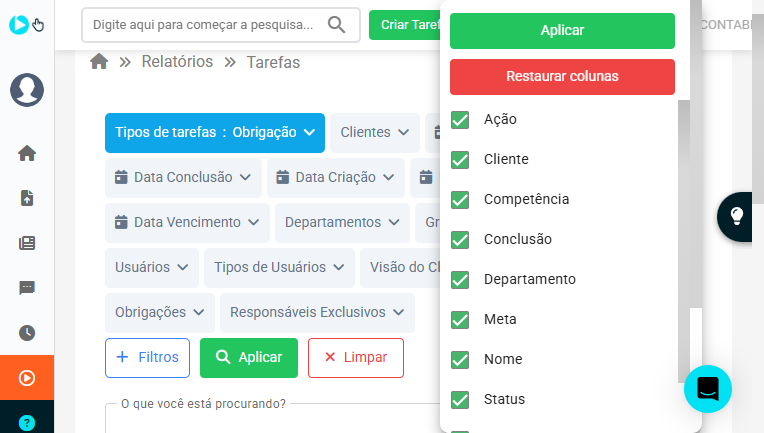 Digite aqui para começar a pesquisa...
Criar Taref
CONTABI
Relatórios
Tarefas
Tipos de tarefas : Obrigação
Clientes
Data Conclusão
Data Criação
Data Vencimento
Departamentos
Gr
Usuários
Tipos de Usuários
Visão do Cl
Obrigações
Responsáveis Exclusivos
+ Filtros
Aplicar
Limpar
O que você está procurando?
Aplicar
Restaurar colunas
Ação
Cliente
Competência
Conclusão
Departamento
Meta
Nome
Status